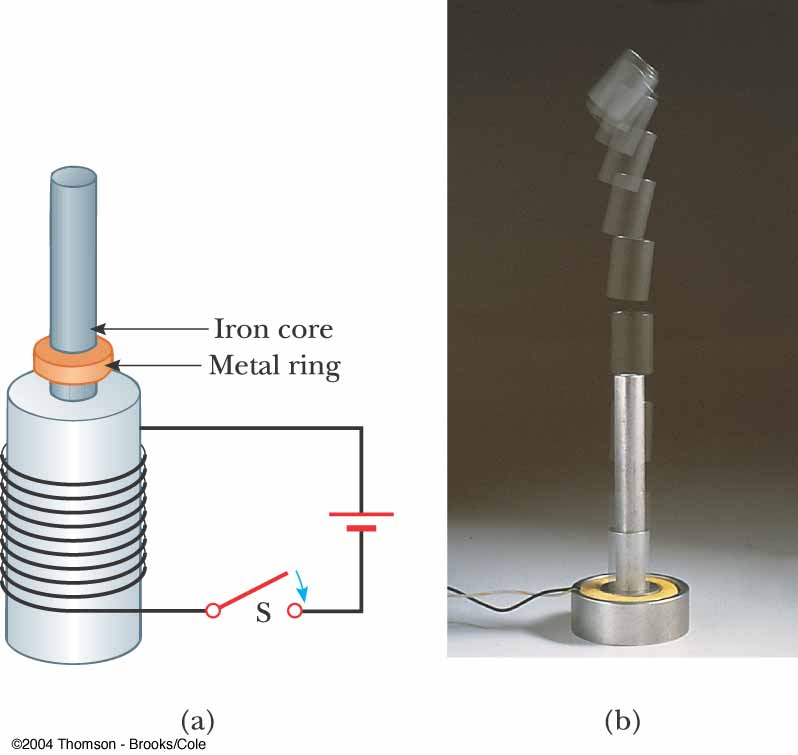 Iron core
Metal ring
S
(a)
(b)
©2004 Thomson - Brooks/Cole